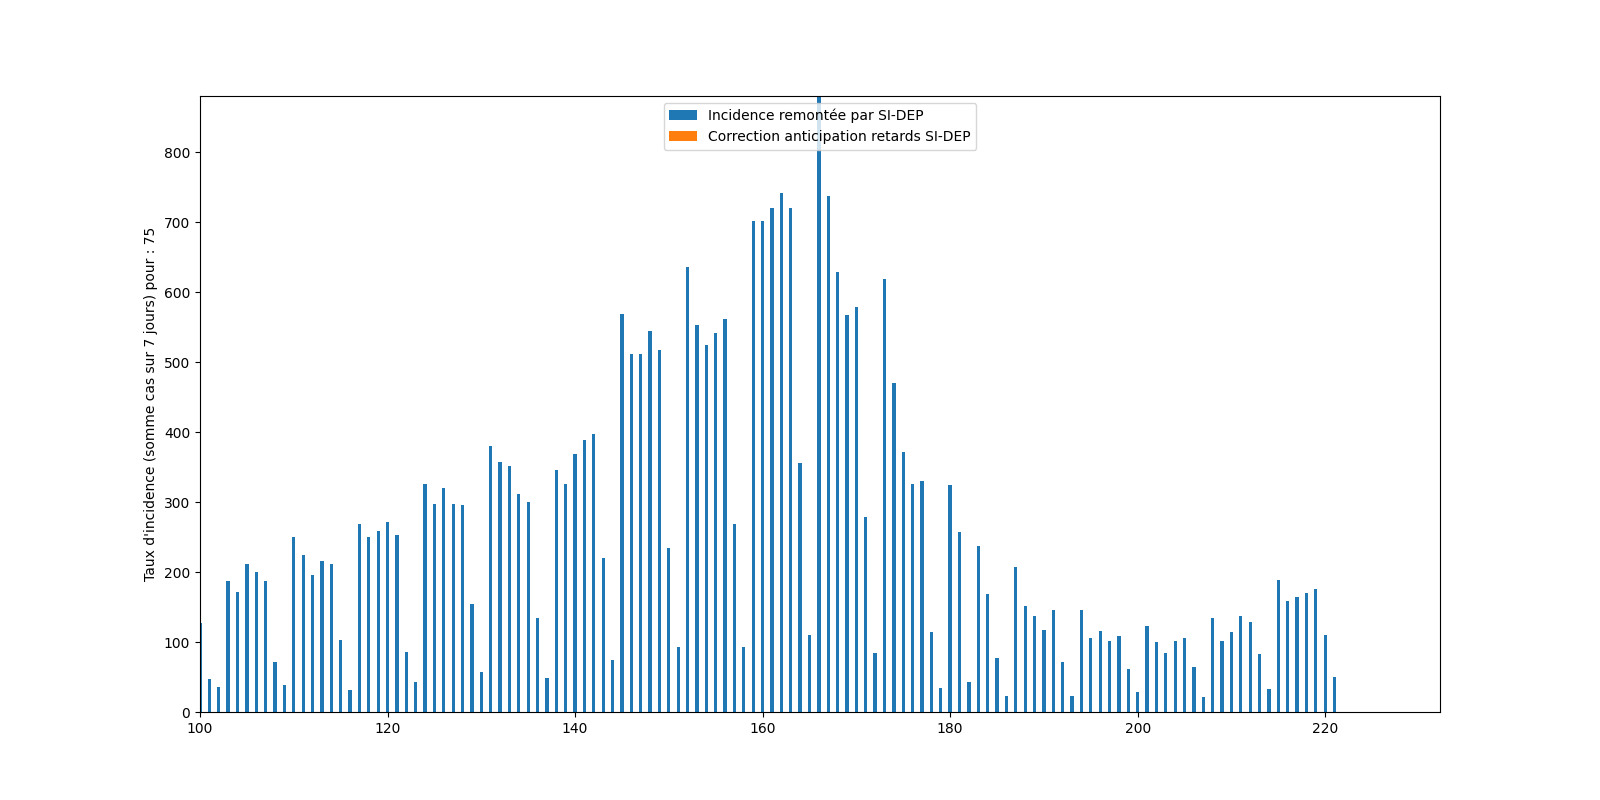 Incidence remontée par SI-DEP
Correction anticipation retards SI-DEP
Taux d'incidence (somme cas sur 7 jours) pour : 75
800
700
600
500
400
300
200
100
0
100 120 140 160 180 200 220